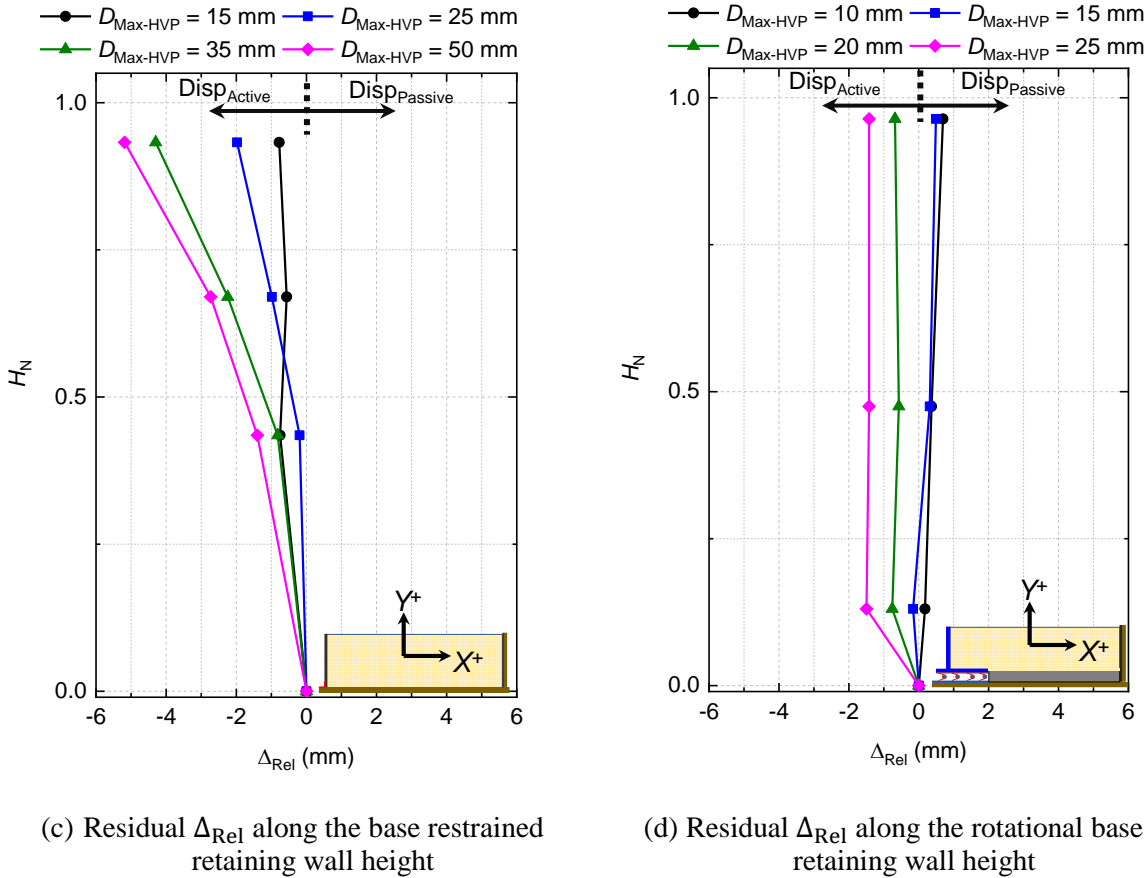 D_Max-HVP = 15 mm D_Max-HVP = 25 mm
D_Max-HVP = 35 mm D_Max-HVP = 50 mm
Disp_Active Disp_Passive
1.0
0.5
0.0
H_N
Y+
X+
-6 -4 -2 0 2 4 6
Δ_Rel (mm)
(c) Residual Δ_Rel along the base restrained
retaining wall height
D_Max-HVP = 10 mm D_Max-HVP = 15 mm
D_Max-HVP = 20 mm D_Max-HVP = 25 mm
Disp_Active Disp_Passive
1.0
0.5
0.0
H_N
Y+
X+
-6 -4 -2 0 2 4 6
Δ_Rel (mm)
(d) Residual Δ_Rel along the rotational base
retaining wall height